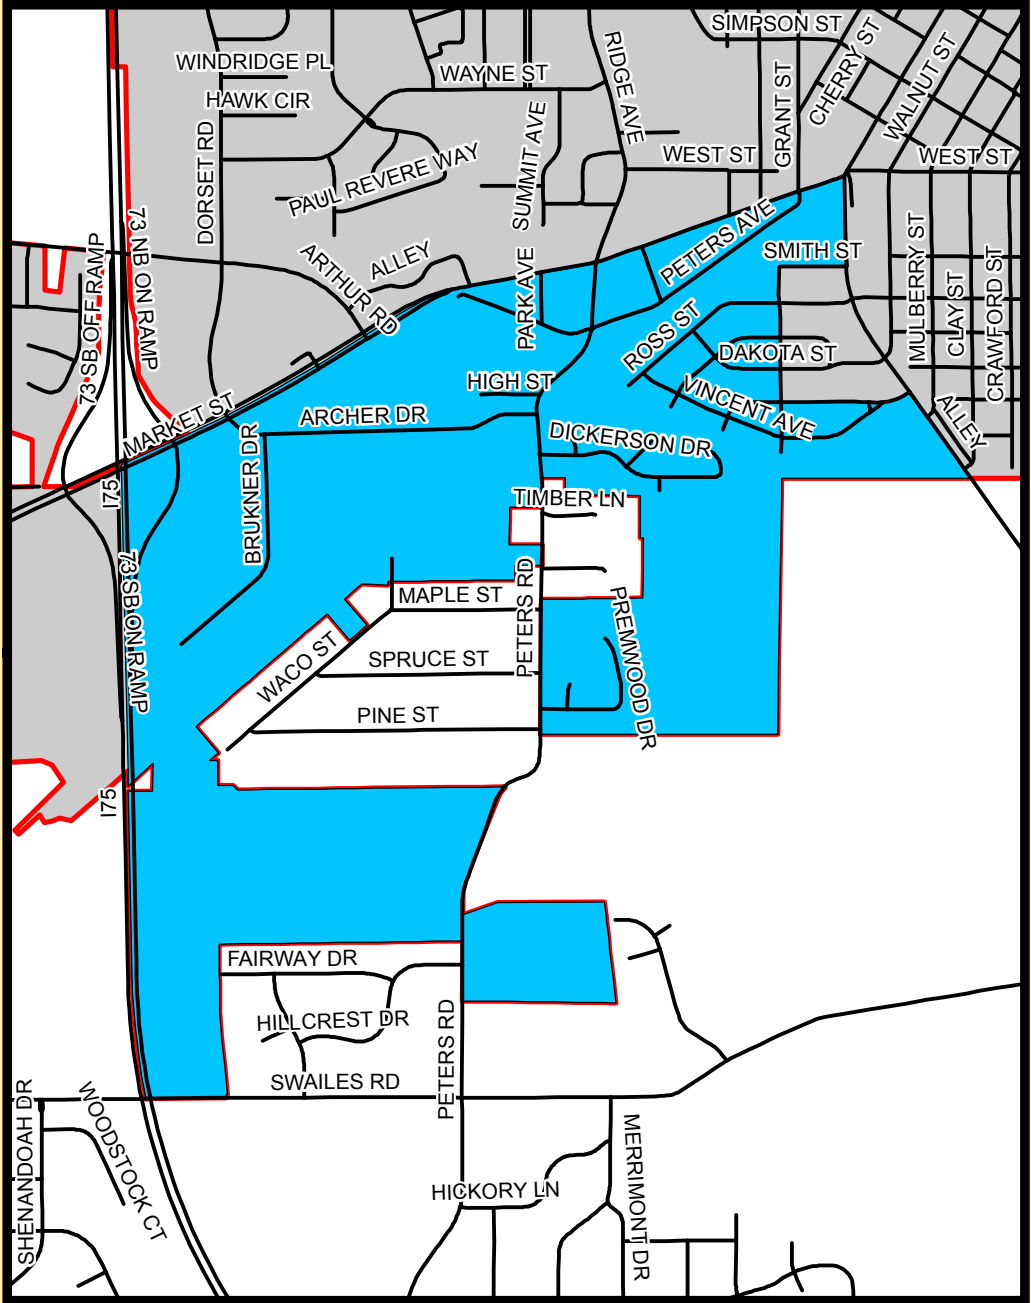 SIMPSON ST
WINDRIDGE PL
WAYNE ST
RIDGE AVE
GRANT ST
CHERRY ST
WALNUT ST
HAWK CIR
DORSET RD
SUMMIT AVE
WEST ST
WEST ST
PAUL REVERE WAY
73 NB ON RAMP
73 SB OFF RAMP
ARTHUR RD
ALLEY
PARK AVE
PETERS AVE
SMITH ST
MULBERRY ST
CLAY ST
CRAWFORD ST
ROSS ST
DAKOTA ST
HIGH ST
VINCENT AVE
MARKET ST
ARCHER DR
ALLEY
BRUKNER DR
DICKERSON DR
I75
TIMBER LN
73 SB ON RAMP
PETERS RD
MAPLE ST
PREMWOOD DR
WACO ST
SPRUCE ST
PINE ST
I75
FAIRWAY DR
HILLCREST DR
PETERS RD
SWAILES RD
SHENANDOAH DR
WOODSTOCK CT
MERRIMONT DR
HICKORY LN